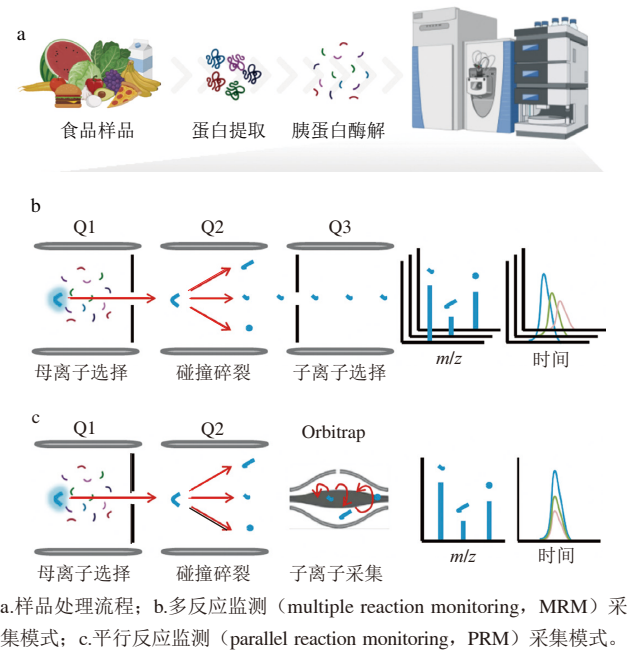 a
食品样品 蛋白提取 胰蛋白酶解
b
Q1 Q2 Q3
m/z 时间
母离子选择 碰撞碎裂 子离子选择
c
Q1 Q2 Orbitrap
m/z 时间
母离子选择 碰撞碎裂 子离子采集
a.样品处理流程；b.多反应监测（multiple reaction monitoring，MRM）采
集模式；c.平行反应监测（parallel reaction monitoring，PRM）采集模式。